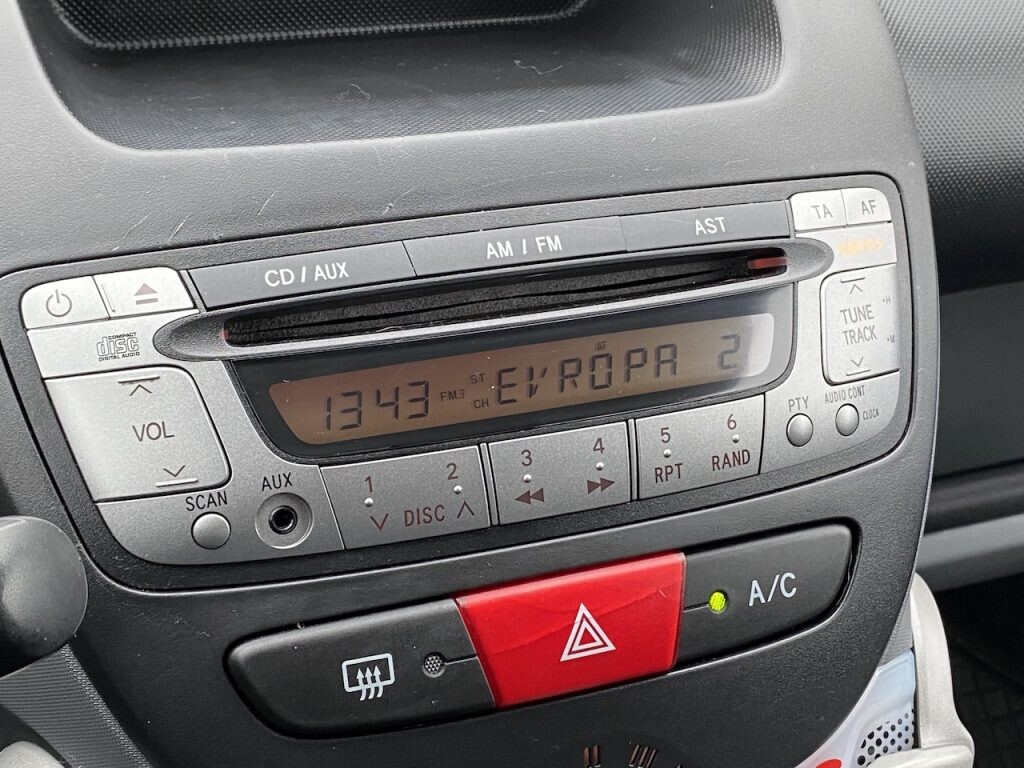 TA AF
CD / AUX AM / FM AST
COMPACT
disc
DIGITAL AUDIO
1343 FM3 ST CH AF EVROPA 2
TUNE
TRACK
•H
•M
VOL
SCAN
AUX
1 2
DISC
3 4
5 6
RPT RAND
PTY
AUDIO CONT
CLOCK
A/C